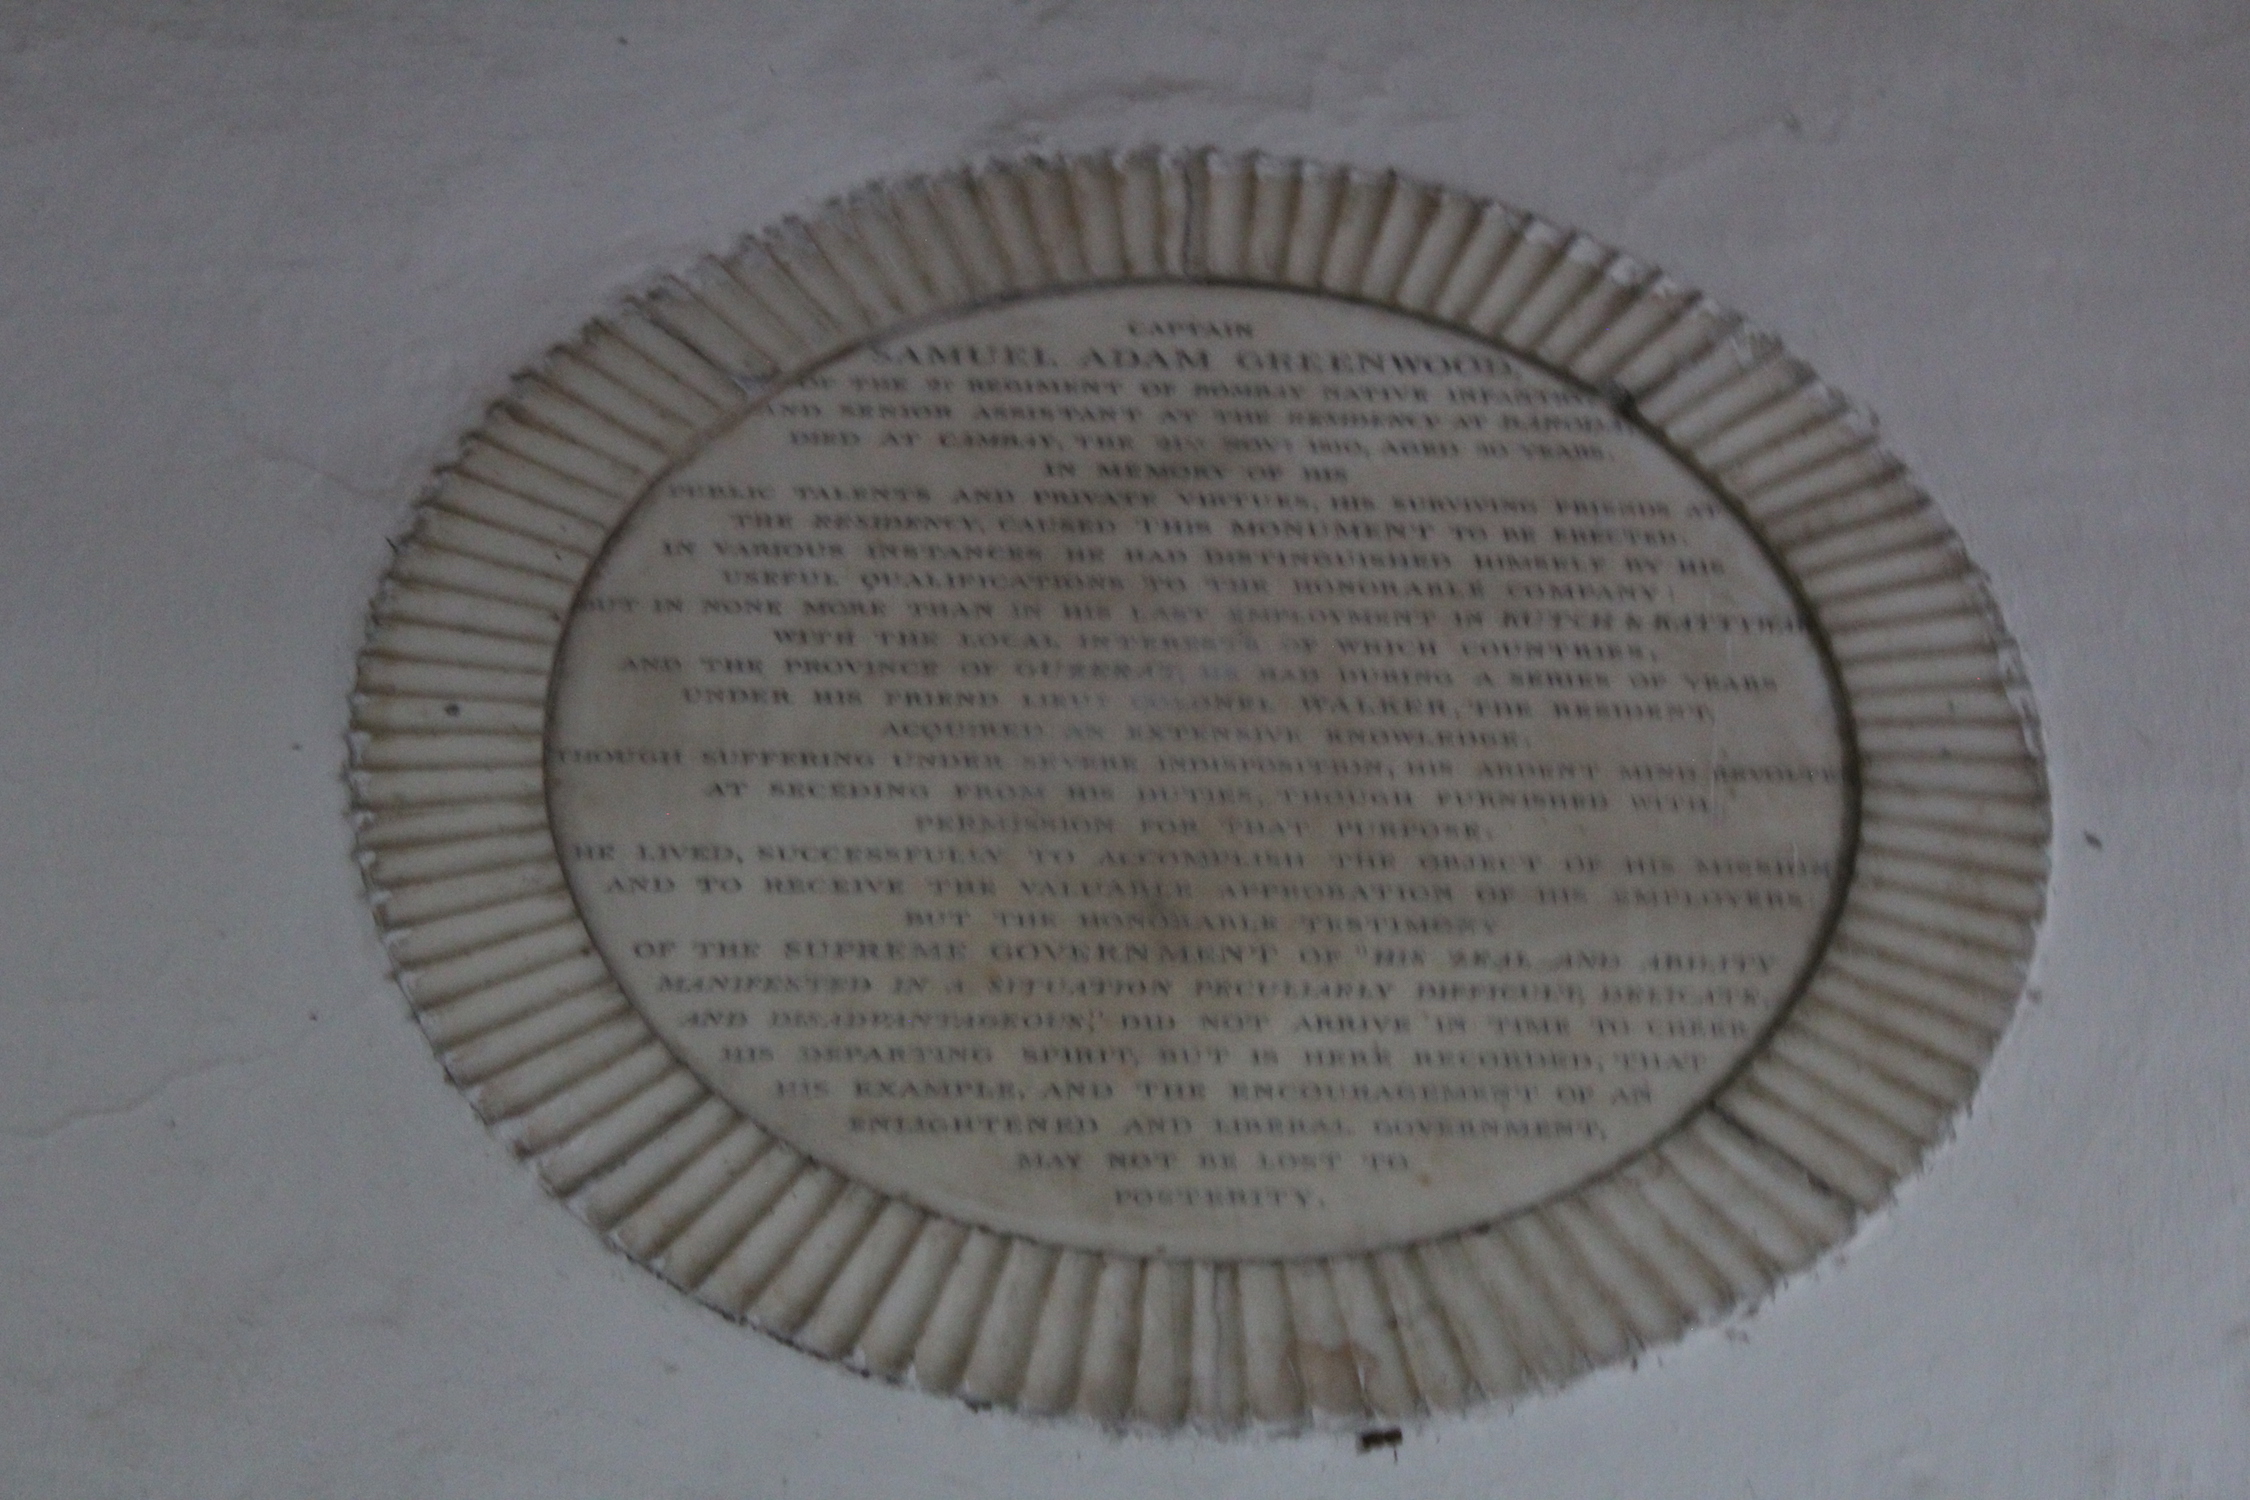 CAPTAIN
SAMUEL ADAM GREENWOOD,
OF THE REGIMENT OF BOMBAY NATIVE INFANTRY
AND SENIOR ASSISTANT AT THE RESIDENCY AT BARODA,
DIED AT CAMBAY, THE NOVR 1810, AGED 30 YEARS.
IN MEMORY OF HIS
PUBLIC TALENTS AND PRIVATE VIRTUES, HIS SURVIVING FRIENDS AT
THE RESIDENCY, CAUSED THIS MONUMENT TO BE ERECTED.
IN VARIOUS INSTANCES HE HAD DISTINGUISHED HIMSELF BY HIS
USEFUL QUALIFICATIONS TO THE HONORABLE COMPANY;
BUT IN NONE MORE THAN IN HIS LAST EMPLOYMENT IN KUTCH &
WITH THE LOCAL INTERESTS OF WHICH COUNTRIES,
AND THE PROVINCE OF GUZERAT, HE HAD DURING A SERIES OF YEARS
UNDER HIS FRIEND LIEUT COLONEL WALKER, THE RESIDENT,
ACQUIRED AN EXTENSIVE KNOWLEDGE.
THOUGH SUFFERING UNDER SEVERE INDISPOSITION, HIS ARDENT MIND REVOLTED
AT SECEDING FROM HIS DUTIES, THOUGH FURNISHED WITH
PERMISSION FOR THAT PURPOSE.
HE LIVED, SUCCESSFULLY TO ACCOMPLISH THE OBJECT OF HIS MISSION
AND TO RECEIVE THE VALUABLE APPROBATION OF HIS EMPLOYERS
BUT THE HONORABLE TESTIMONY
OF THE SUPREME GOVERNMENT OF "HIS ZEAL AND ABILITY
MANIFESTED IN A SITUATION PECULIARLY DIFFICULT, DELICATE,
AND DISADVANTAGEOUS," DID NOT ARRIVE IN TIME TO CHEER
HIS DEPARTING SPIRIT, BUT IS HERE RECORDED, THAT
HIS EXAMPLE, AND THE ENCOURAGEMENT OF AN
ENLIGHTENED AND LIBERAL GOVERNMENT,
MAY NOT BE LOST TO
POSTERITY.